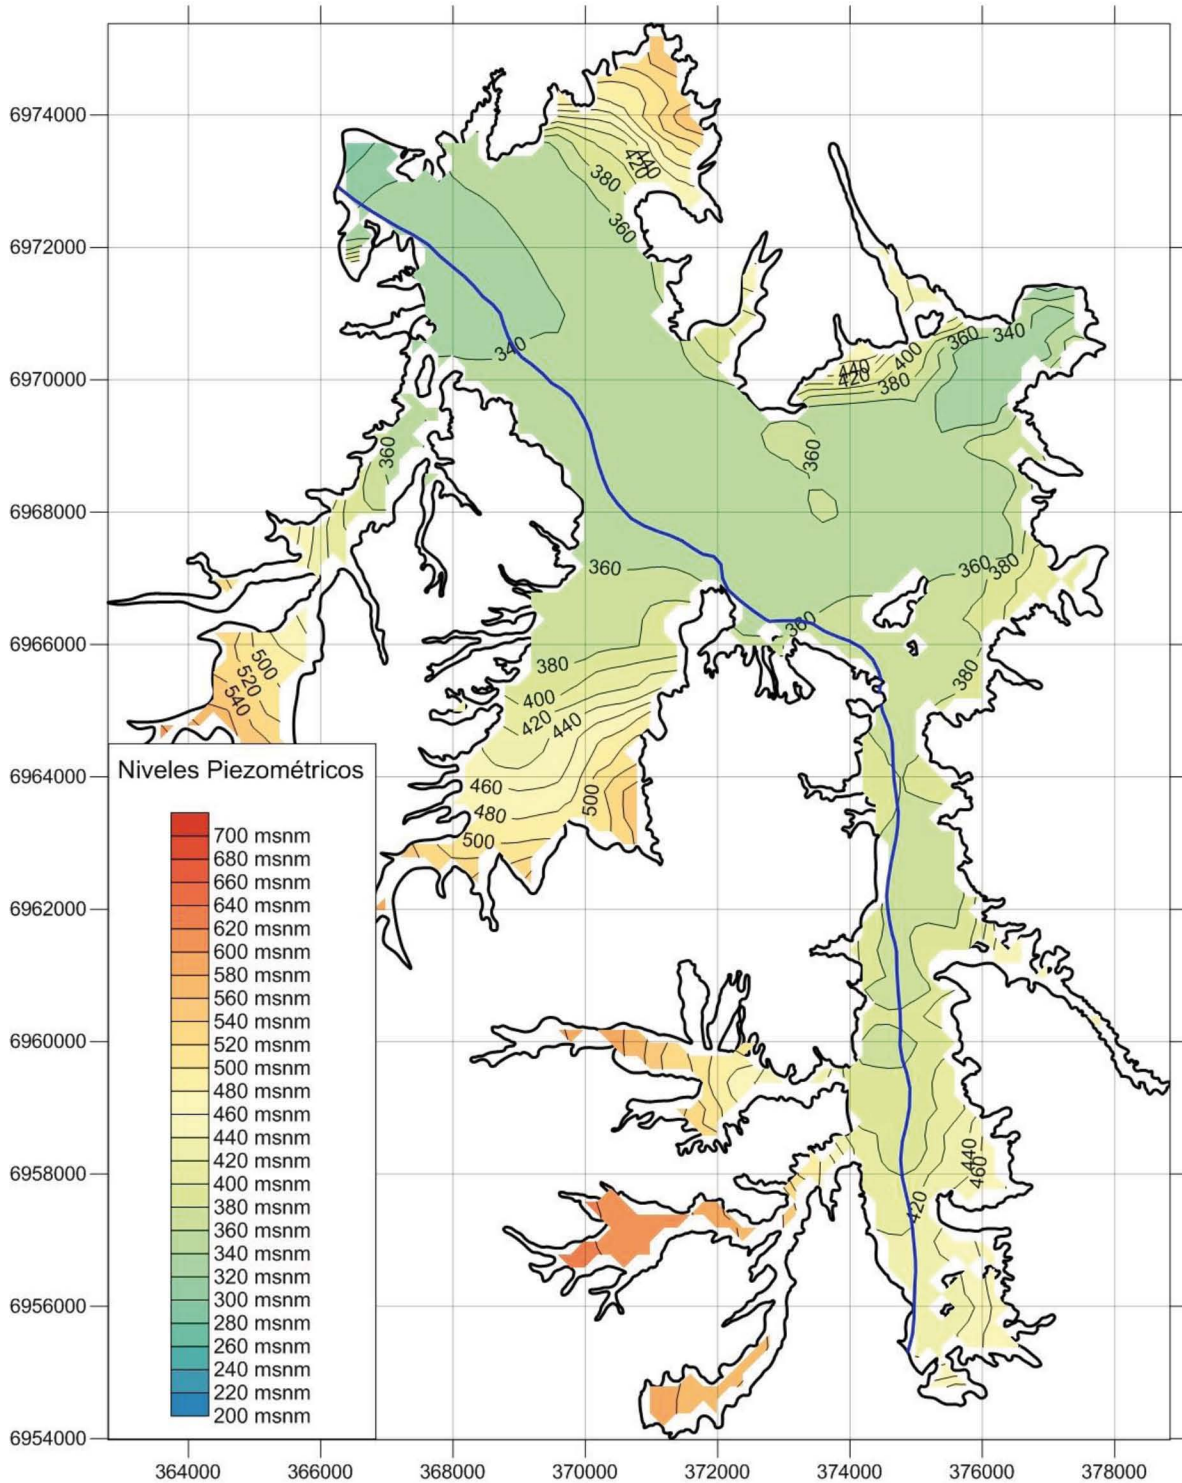 6974000
440
420
380
360
6972000
340
360
340
400
6970000
440
420
380
360
360
6968000
360
360
380
6966000
360
380
380
500
520
540
400
420
440
6964000
Niveles Piezométricos
460
480
500
500
700 msnm
680 msnm
660 msnm
640 msnm
620 msnm
600 msnm
580 msnm
560 msnm
540 msnm
520 msnm
500 msnm
480 msnm
460 msnm
440 msnm
420 msnm
400 msnm
380 msnm
360 msnm
340 msnm
320 msnm
300 msnm
280 msnm
260 msnm
240 msnm
220 msnm
200 msnm
6962000
6960000
6958000
440
460
420
6956000
6954000
364000 366000 368000 370000 372000 374000 376000 378000